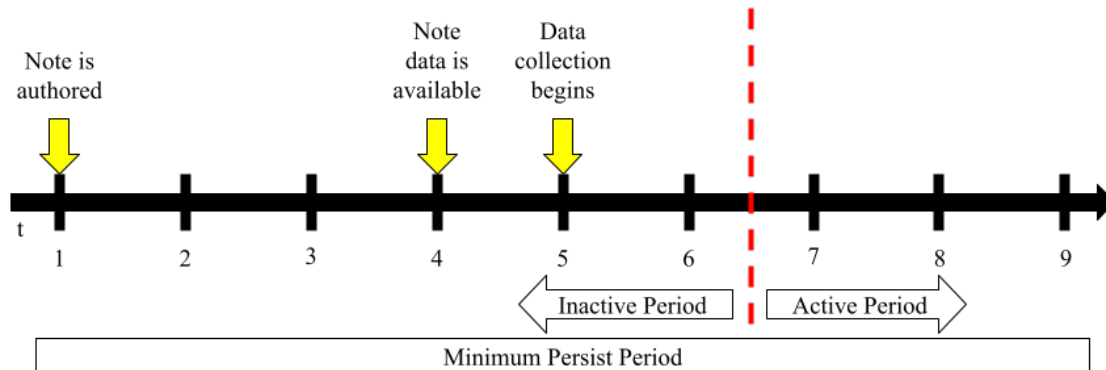 Note is
authored
Note
data is
available
Data
collection
begins
t
1 2 3 4 5 6 7 8 9
Inactive Period
Active Period
Minimum Persist Period